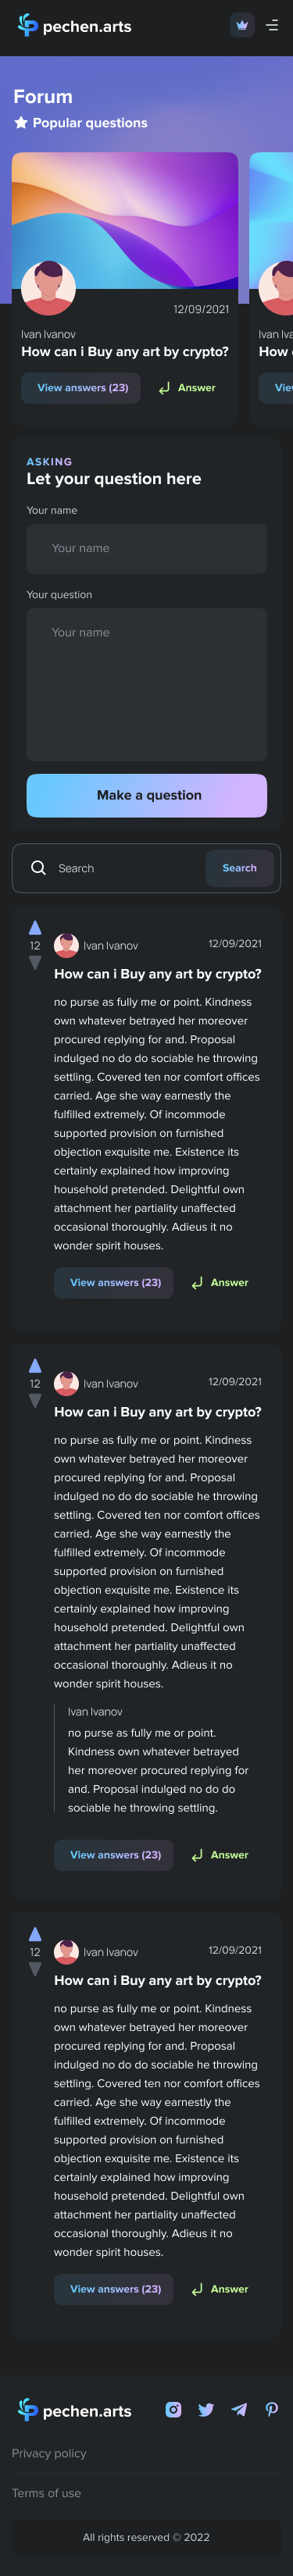 pechen.arts
Forum
Popular questions
12/09/2021
Ivan Ivanov
How can i Buy any art by crypto?
View answers (23)
Answer
Ivan Iva
How
View
ASKING
Let your question here
Your name
Your name
Your question
Your name
Make a question
Search
Search
12
Ivan Ivanov
12/09/2021
How can i Buy any art by crypto?
no purse as fully me or point. Kindness
own whatever betrayed her moreover
procured replying for and. Proposal
indulged no do do sociable he throwing
settling. Covered ten nor comfort offices
carried. Age she way earnestly the
fulfilled extremely. Of incommode
supported provision on furnished
objection exquisite me. Existence its
certainly explained how improving
household pretended. Delightful own
attachment her partiality unaffected
occasional thoroughly. Adieus it no
wonder spirit houses.
View answers (23)
Answer
12
Ivan Ivanov
12/09/2021
How can i Buy any art by crypto?
no purse as fully me or point. Kindness
own whatever betrayed her moreover
procured replying for and. Proposal
indulged no do do sociable he throwing
settling. Covered ten nor comfort offices
carried. Age she way earnestly the
fulfilled extremely. Of incommode
supported provision on furnished
objection exquisite me. Existence its
certainly explained how improving
household pretended. Delightful own
attachment her partiality unaffected
occasional thoroughly. Adieus it no
wonder spirit houses.
Ivan Ivanov
no purse as fully me or point.
Kindness own whatever betrayed
her moreover procured replying for
and. Proposal indulged no do do
sociable he throwing settling.
View answers (23)
Answer
12
Ivan Ivanov
12/09/2021
How can i Buy any art by crypto?
no purse as fully me or point. Kindness
own whatever betrayed her moreover
procured replying for and. Proposal
indulged no do do sociable he throwing
settling. Covered ten nor comfort offices
carried. Age she way earnestly the
fulfilled extremely. Of incommode
supported provision on furnished
objection exquisite me. Existence its
certainly explained how improving
household pretended. Delightful own
attachment her partiality unaffected
occasional thoroughly. Adieus it no
wonder spirit houses.
View answers (23)
Answer
pechen.arts
Privacy policy
Terms of use
All rights reserved © 2022